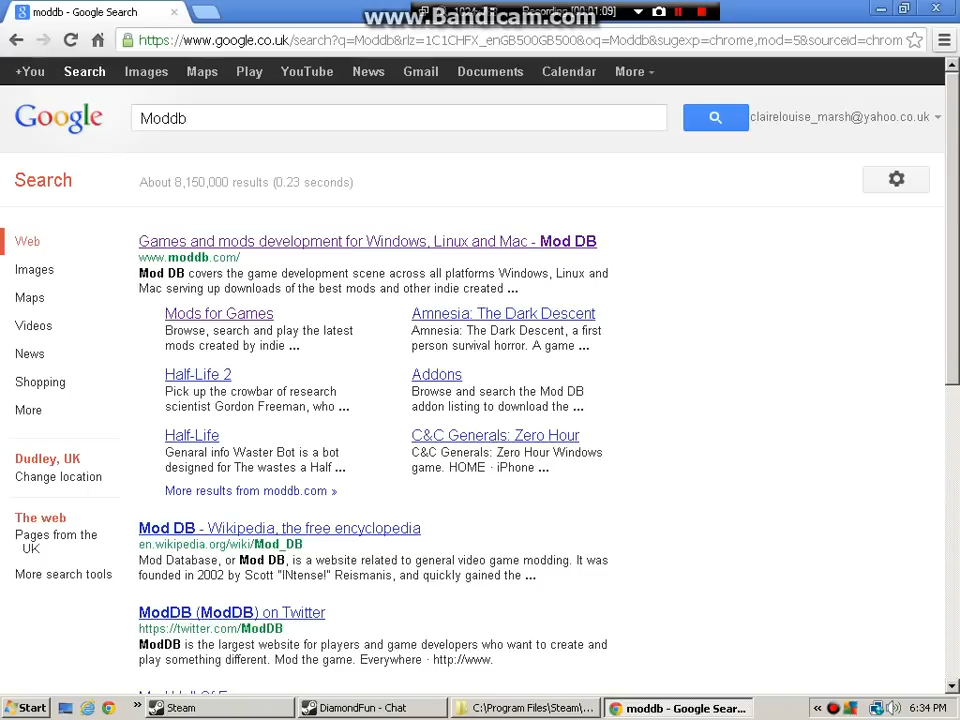 moddb - Google Search
www.Bandicam.com
https://www.google.co.uk/search?q=Moddb&rlz=1C1CHFX_enGB500GB500&oq=Moddb&sugexp=chrome,mod=5&sourceid=chrom
+You Search Images Maps Play YouTube News Gmail Documents Calendar More
Google
Moddb
clairelouise_marsh@yahoo.co.uk
Search
About 8,150,000 results (0.23 seconds)
Web
Images
Maps
Videos
News
Shopping
More
Dudley, UK
Change location
The web
Pages from the
UK
More search tools
Games and mods development for Windows, Linux and Mac - Mod DB
www.moddb.com/
Mod DB covers the game development scene across all platforms Windows, Linux and
Mac serving up downloads of the best mods and other indie created ...
Mods for Games
Browse, search and play the latest
mods created by indie ...
Amnesia: The Dark Descent
Amnesia: The Dark Descent, a first
person survival horror. A game ...
Half-Life 2
Pick up the crowbar of research
scientist Gordon Freeman, who ...
Addons
Browse and search the Mod DB
addon listing to download the ...
Half-Life
Genaral info Waster Bot is a bot
designed for The wastes a Half ...
C&C Generals: Zero Hour
C&C Generals: Zero Hour Windows
game. HOME · iPhone ...
More results from moddb.com »
Mod DB - Wikipedia, the free encyclopedia
en.wikipedia.org/wiki/Mod_DB
Mod Database, or Mod DB, is a website related to general video game modding. It was
founded in 2002 by Scott "INtense!" Reismanis, and quickly gained the ...
ModDB (ModDB) on Twitter
https://twitter.com/ModDB
ModDB is the largest website for players and game developers who want to create and
play something different. Mod the game. Everywhere · http://www.
Start
Steam
DiamondFun - Chat
C:\Program Files\Steam\...
moddb - Google Sear...
6:34 PM